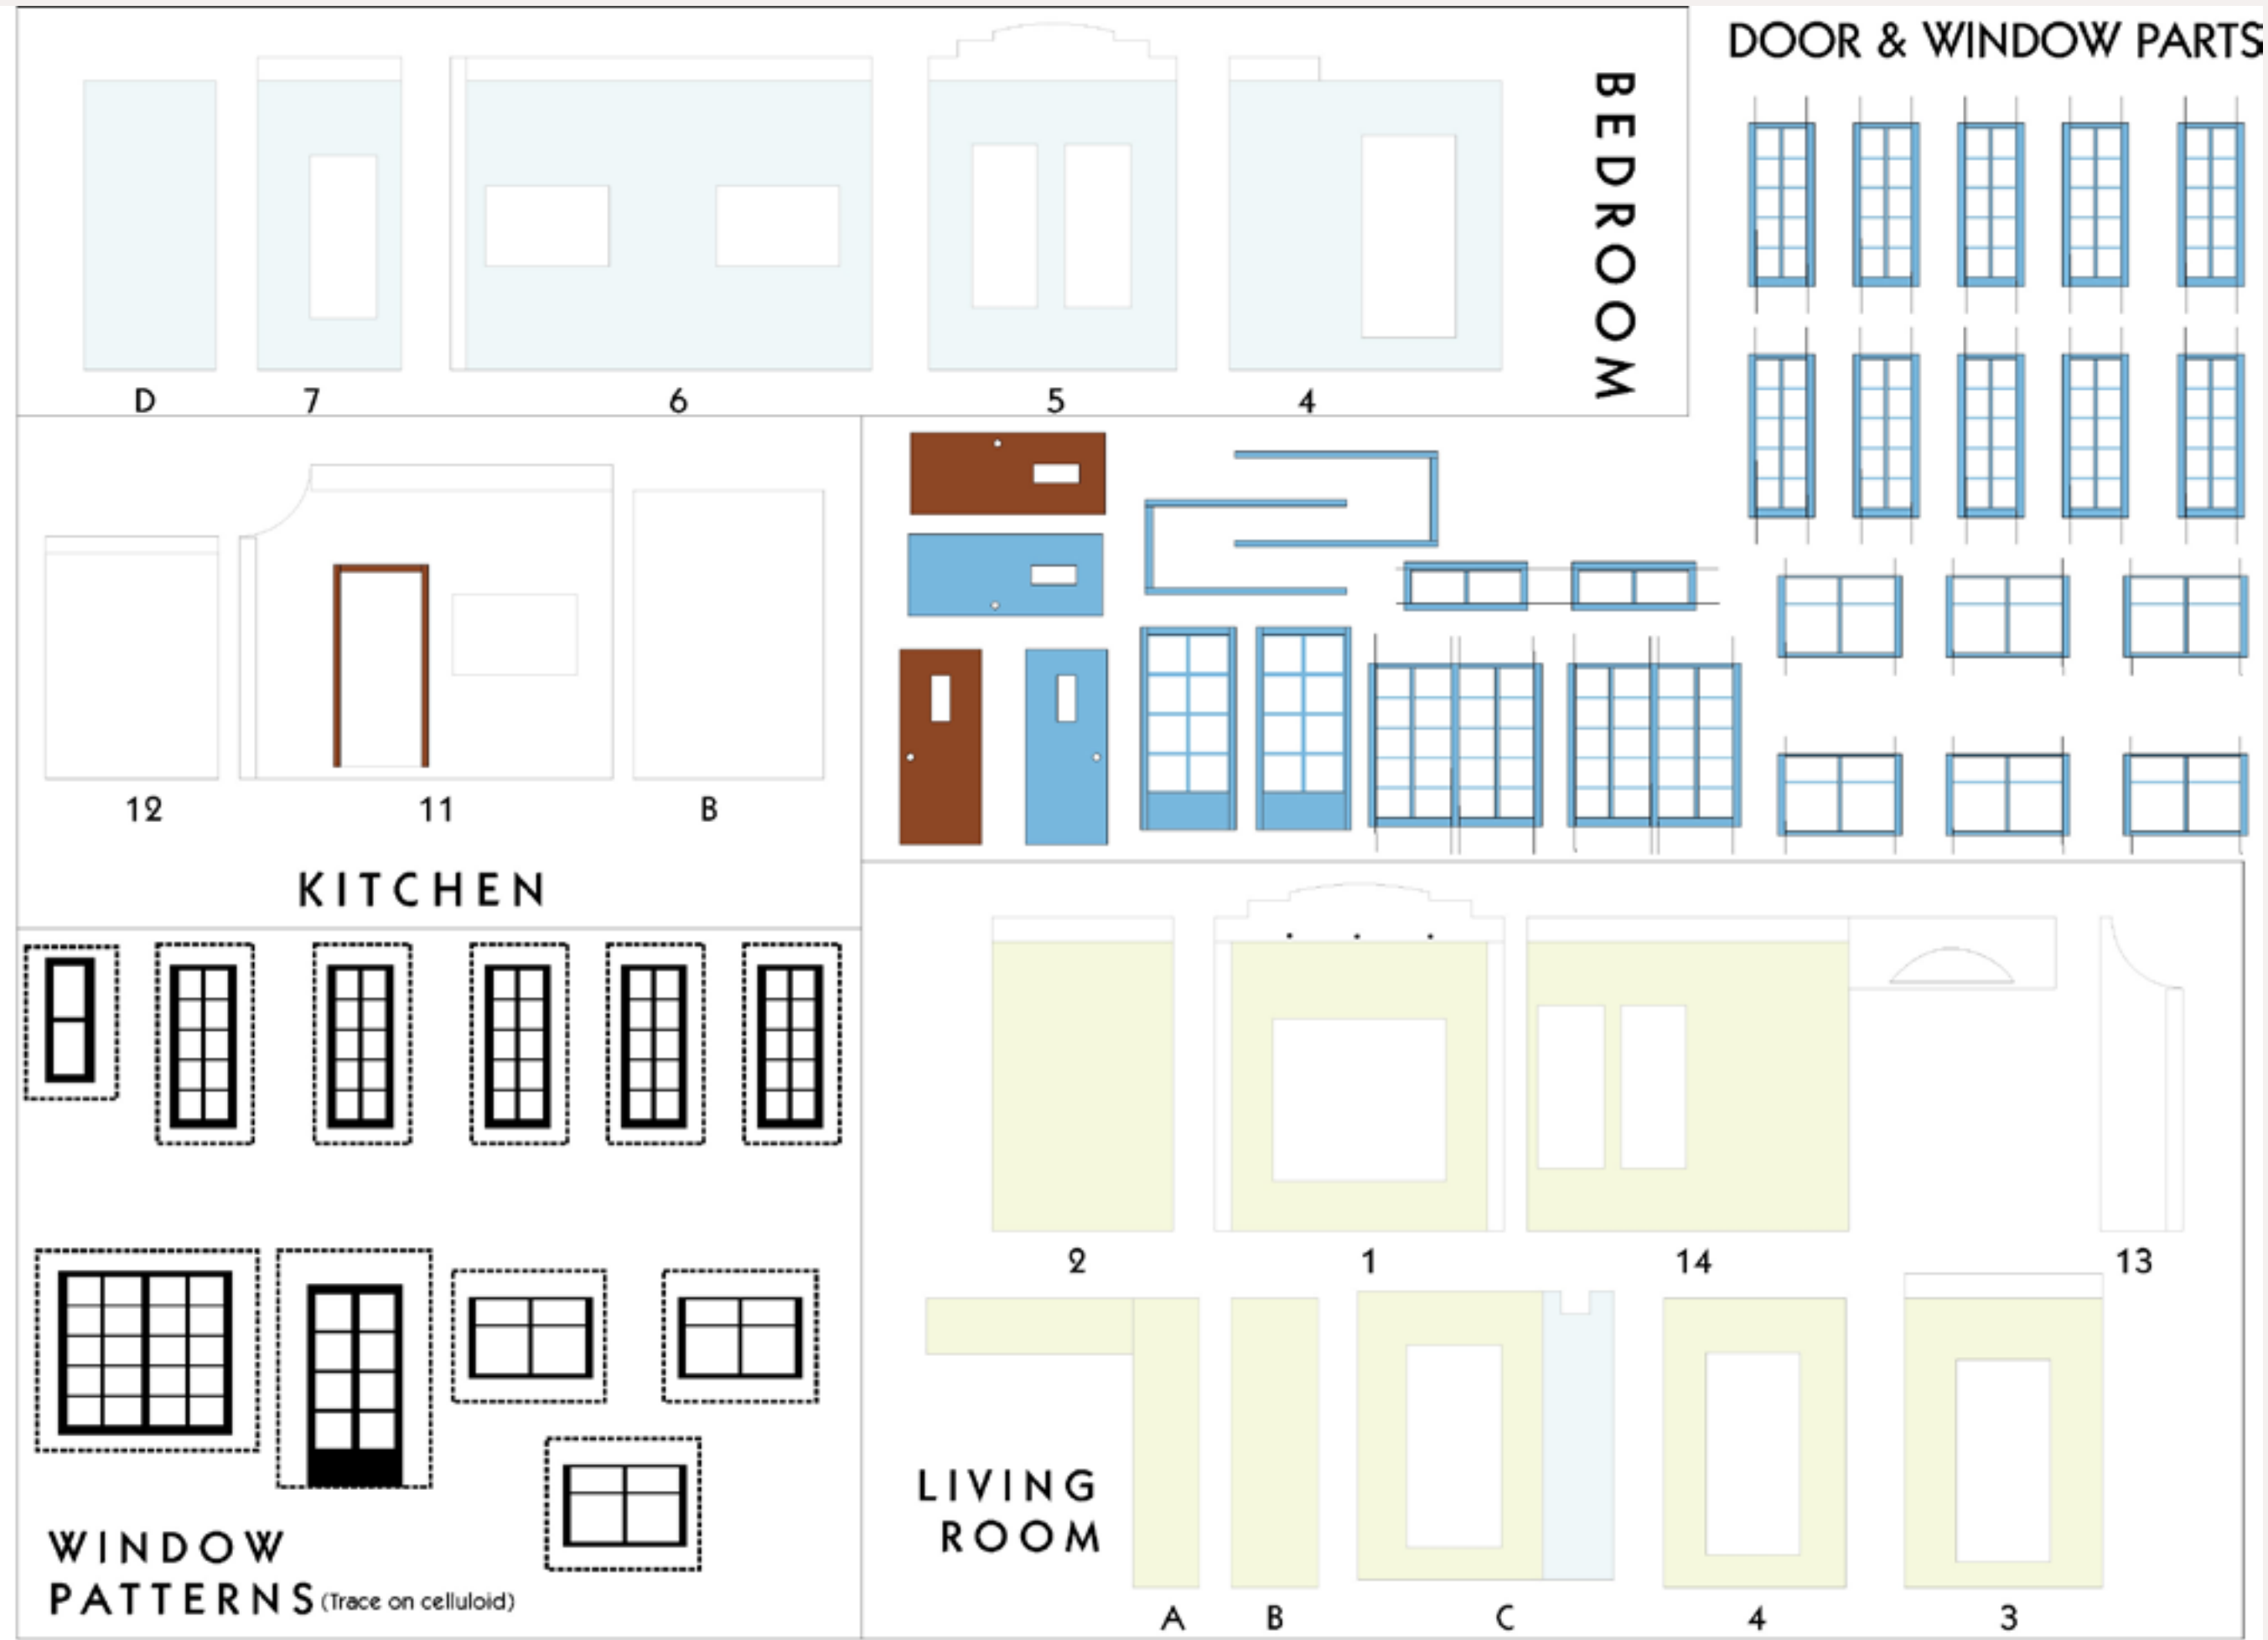 DOOR & WINDOW PARTS
BEDROOM
D
7
6
5
4
12
11
B
KITCHEN
2
1
14
13
WINDOW
PATTERNS (Trace on celluloid)
LIVING
ROOM
A
B
C
4
3